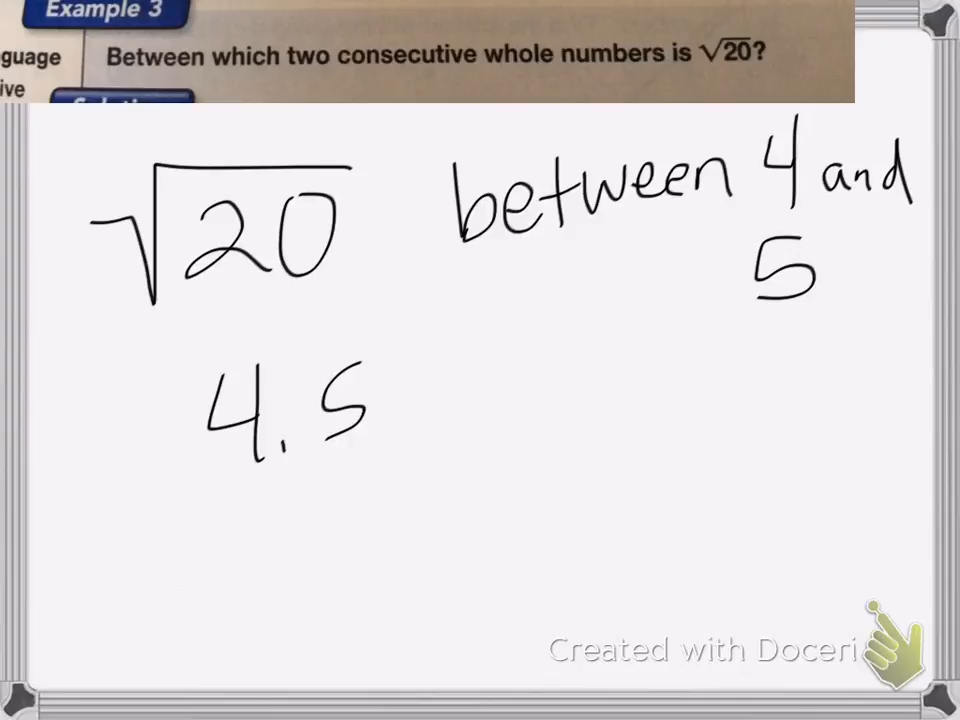 Example 3
guage
ive
Between which two consecutive whole numbers is √20?
√20 between 4 and
5
4.5
Created with Doceri